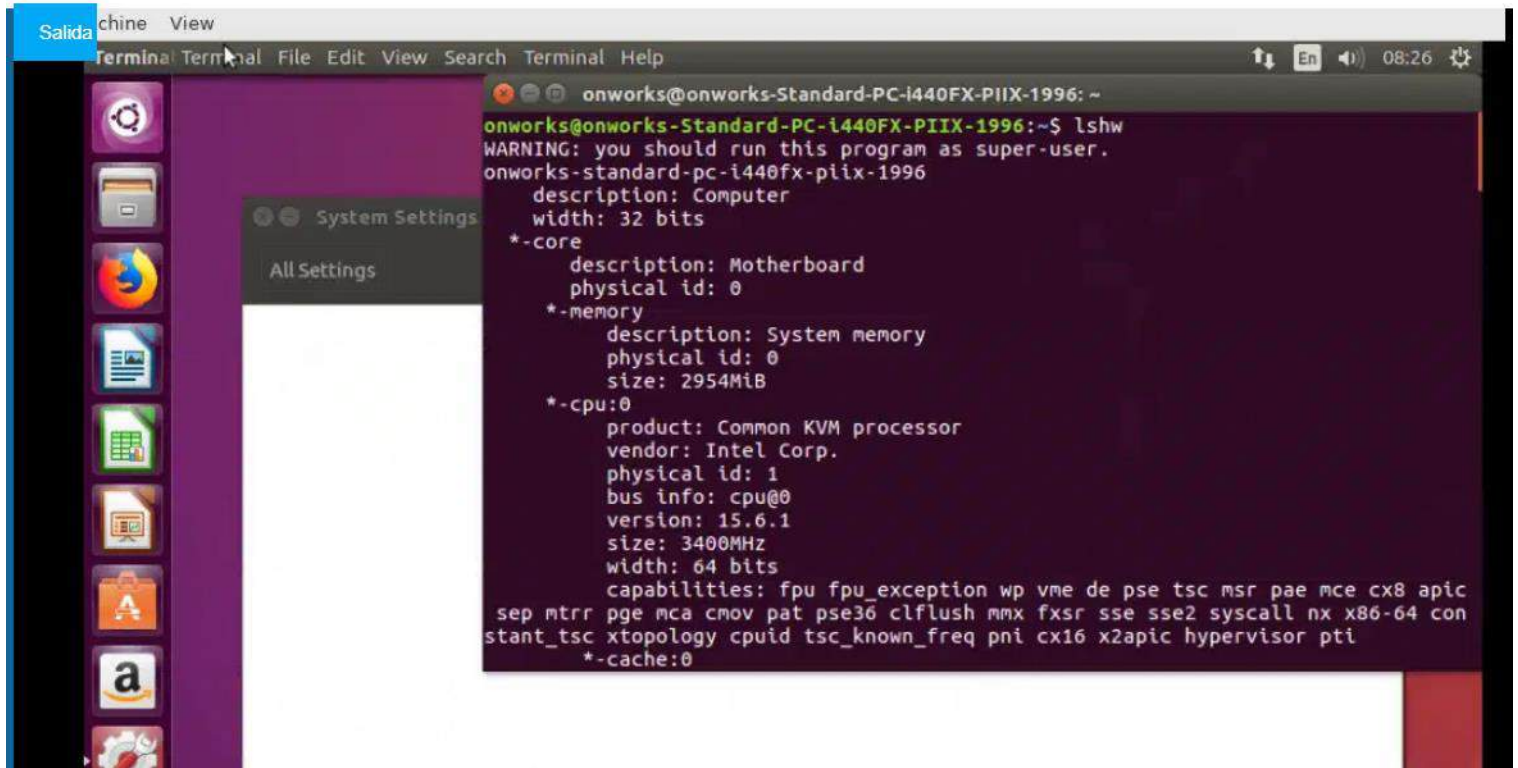 Salida
chine View
Terminal Terminal File Edit View Search Terminal Help
En
08:26
onworks@onworks-Standard-PC-i440FX-PIIX-1996: ~
onworks@onworks-Standard-PC-i440FX-PIIX-1996:~$ lshw
WARNING: you should run this program as super-user.
onworks-standard-pc-i440fx-piix-1996
description: Computer
width: 32 bits
*-core
description: Motherboard
physical id: 0
*-memory
description: System memory
physical id: 0
size: 2954MiB
*-cpu:0
product: Common KVM processor
vendor: Intel Corp.
physical id: 1
bus info: cpu@0
version: 15.6.1
size: 3400MHz
width: 64 bits
capabilities: fpu fpu_exception wp vme de pse tsc msr pae mce cx8 apic
sep mtrr pge mca cmov pat pse36 clflush mmx fxsr sse sse2 syscall nx x86-64 con
stant_tsc xtopology cpuid tsc_known_freq pni cx16 x2apic hypervisor pti
*-cache:0
System Settings
All Settings